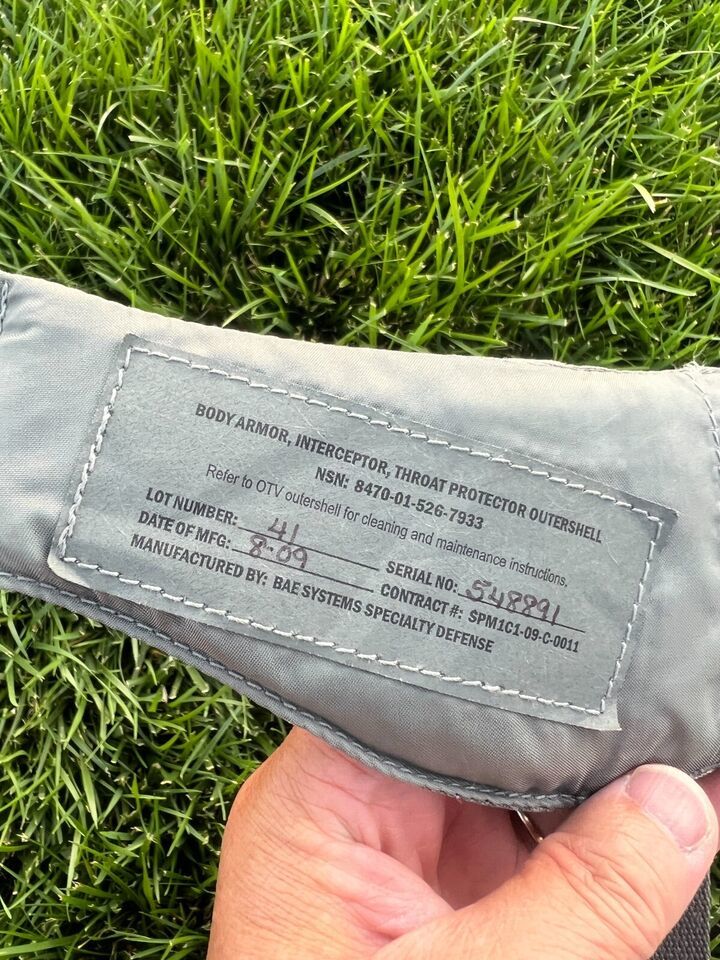 BODY ARMOR, INTERCEPTOR, THROAT PROTECTOR OUTERSHELL
NSN: 8470-01-526-7933
Refer to OTV outershell for cleaning and maintenance instructions.
LOT NUMBER: 41 SERIAL NO: 548891
DATE OF MFG: 8-09 CONTRACT #: SPM1C1-09-C-0011
MANUFACTURED BY: BAE SYSTEMS SPECIALTY DEFENSE